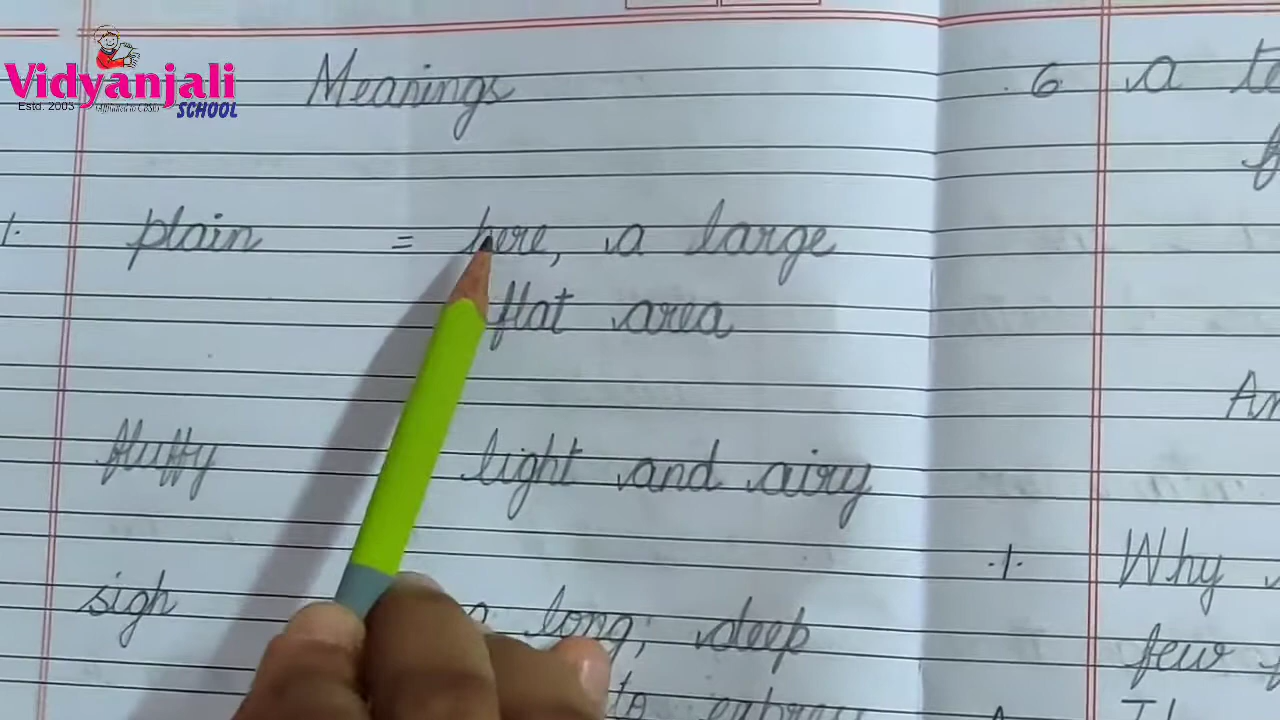 Vidyanjali
Estd. 2003
SCHOOL
Meanings
1. plain = here, a large
flat area
fluffy light and airy
sigh a long, deep
6 a
1. Why
few